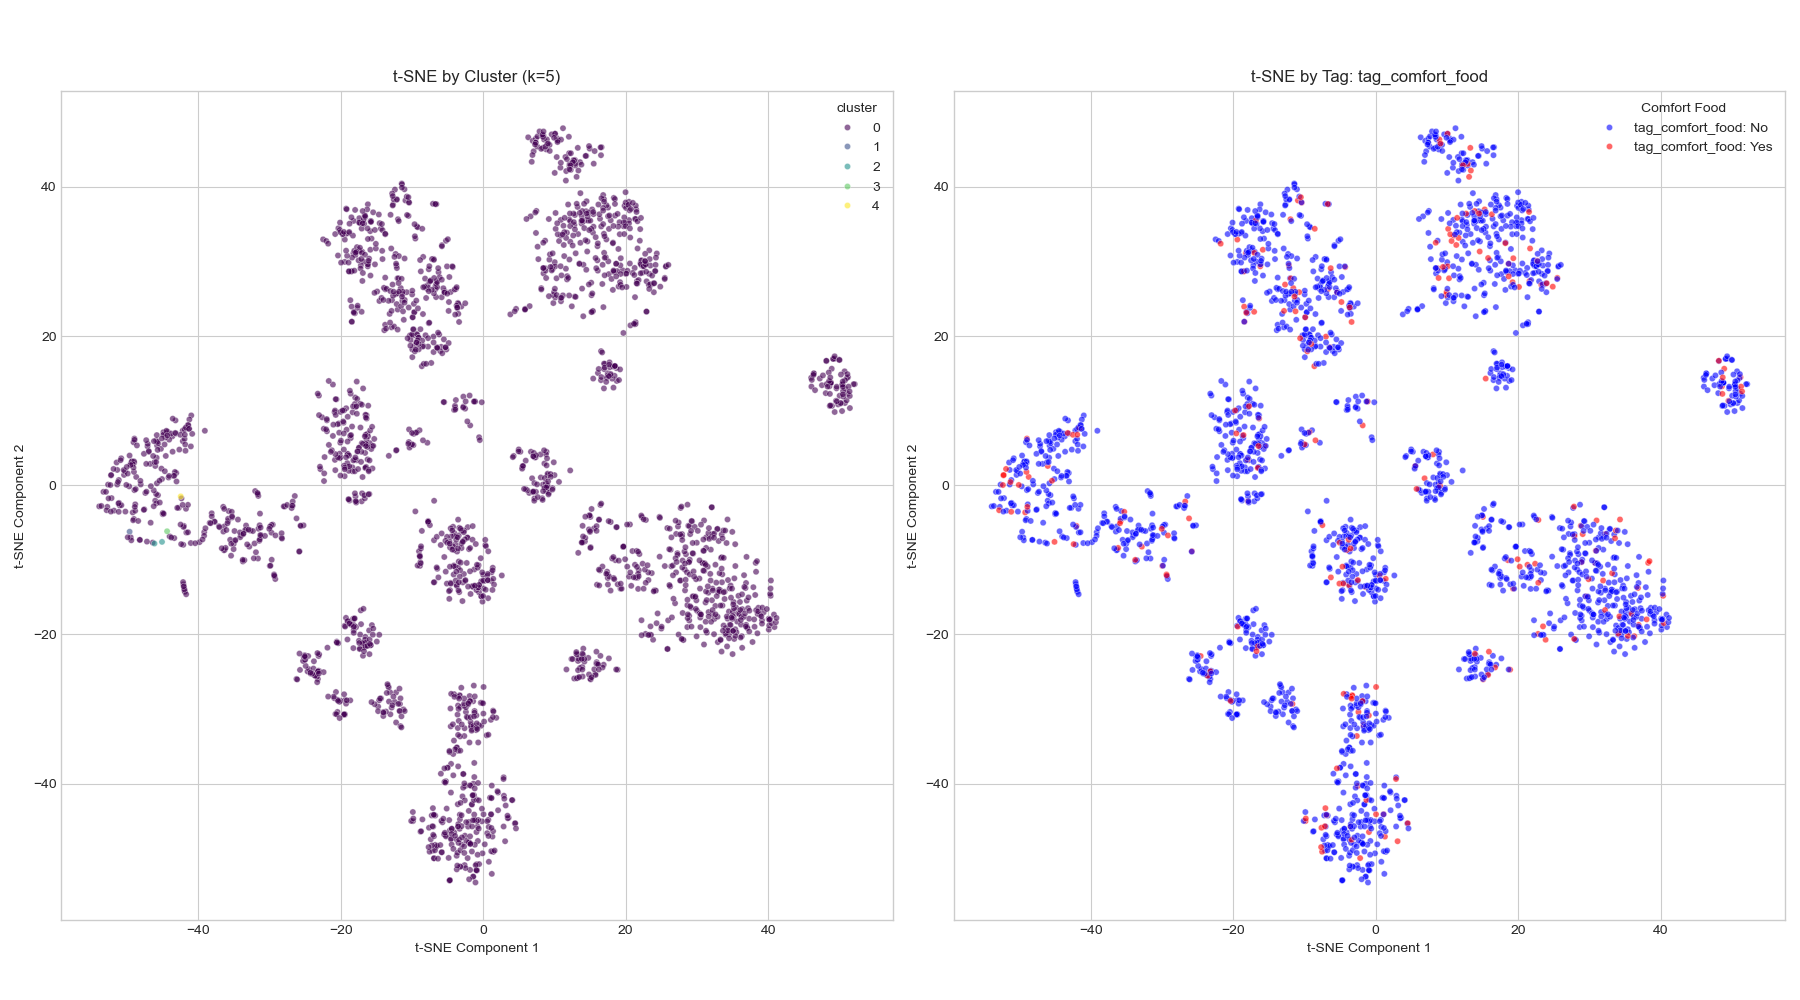 t-SNE by Cluster (k=5)
cluster
0
1
2
3
4
40
20
0
−20
−40
t-SNE Component 2
−40
−20
0
20
40
t-SNE Component 1
t-SNE by Tag: tag_comfort_food
Comfort Food
tag_comfort_food: No
tag_comfort_food: Yes
40
20
0
−20
−40
t-SNE Component 2
−40
−20
0
20
40
t-SNE Component 1